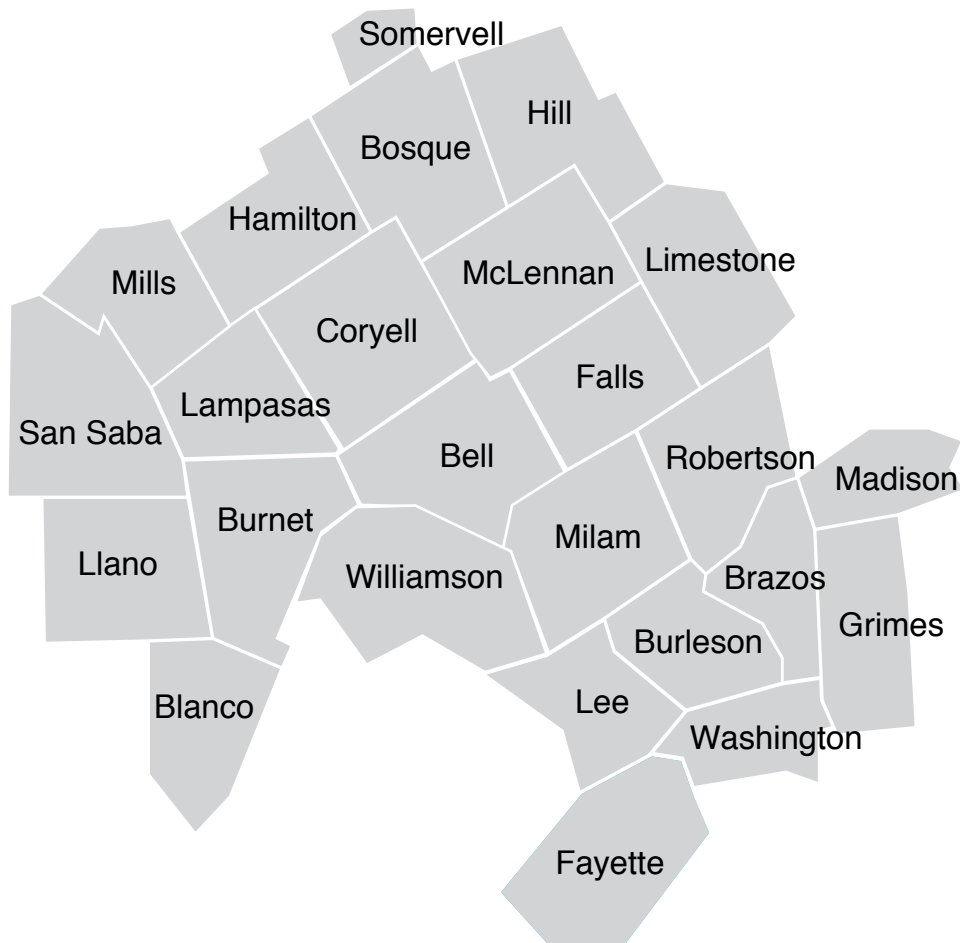 Somervell
Hill
Bosque
Hamilton
McLennan
Limestone
Mills
Coryell
Falls
Lampasas
San Saba
Bell
Robertson
Madison
Burnet
Milam
Llano
Williamson
Brazos
Grimes
Burleson
Lee
Blanco
Washington
Fayette